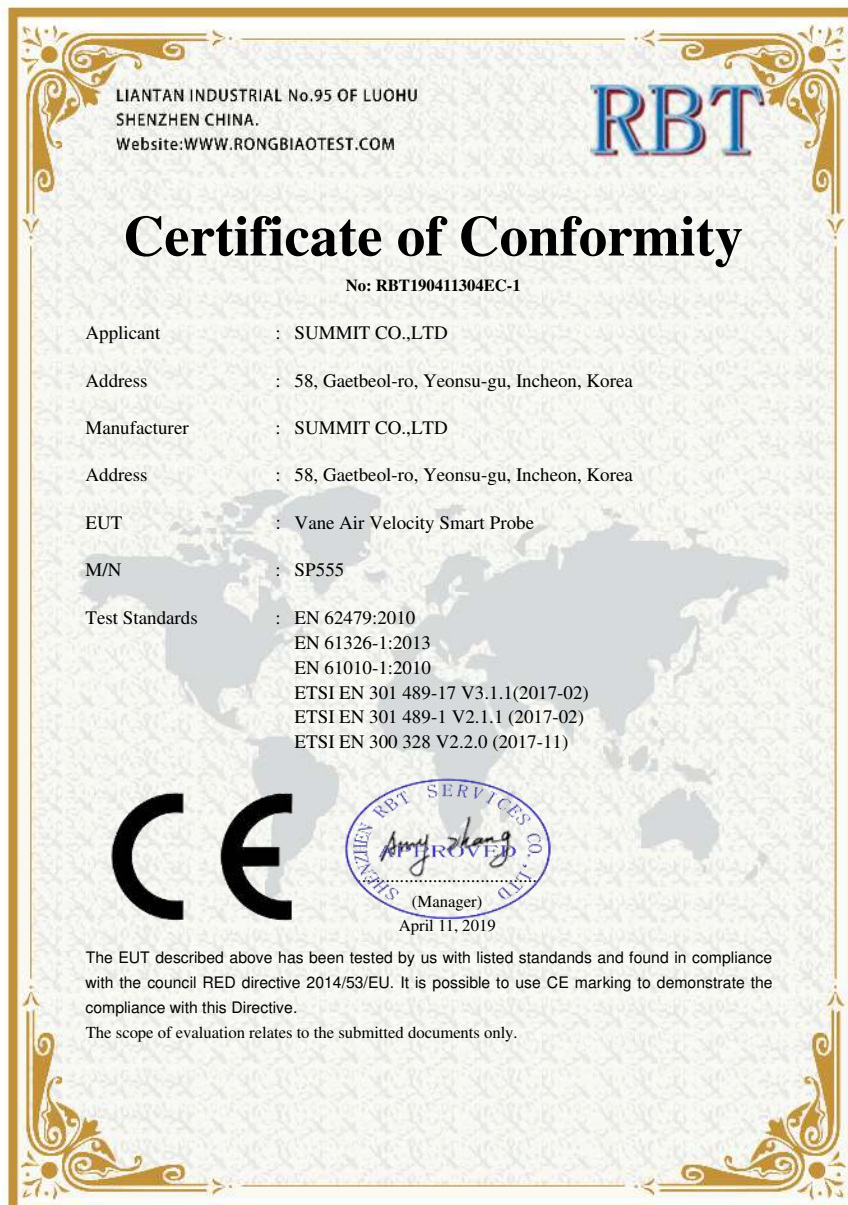 LIANTAN INDUSTRIAL No.95 OF LUOHU
SHENZHEN CHINA.
Website:WWW.RONGBIAOTEST.COM
RBT
Certificate of Conformity
No: RBT190411304EC-1
Applicant : SUMMIT CO.,LTD
Address : 58, Gaetbeol-ro, Yeonsu-gu, Incheon, Korea
Manufacturer : SUMMIT CO.,LTD
Address : 58, Gaetbeol-ro, Yeonsu-gu, Incheon, Korea
EUT : Vane Air Velocity Smart Probe
M/N : SP555
Test Standards : EN 62479:2010
EN 61326-1:2013
EN 61010-1:2010
ETSI EN 301 489-17 V3.1.1(2017-02)
ETSI EN 301 489-1 V2.1.1 (2017-02)
ETSI EN 300 328 V2.2.0 (2017-11)
CE
SHENZHEN RBT SERVICES CO.,LTD
Amy zhang
APPROVED
(Manager)
April 11, 2019
The EUT described above has been tested by us with listed standards and found in compliance
with the council RED directive 2014/53/EU. It is possible to use CE marking to demonstrate the
compliance with this Directive.
The scope of evaluation relates to the submitted documents only.